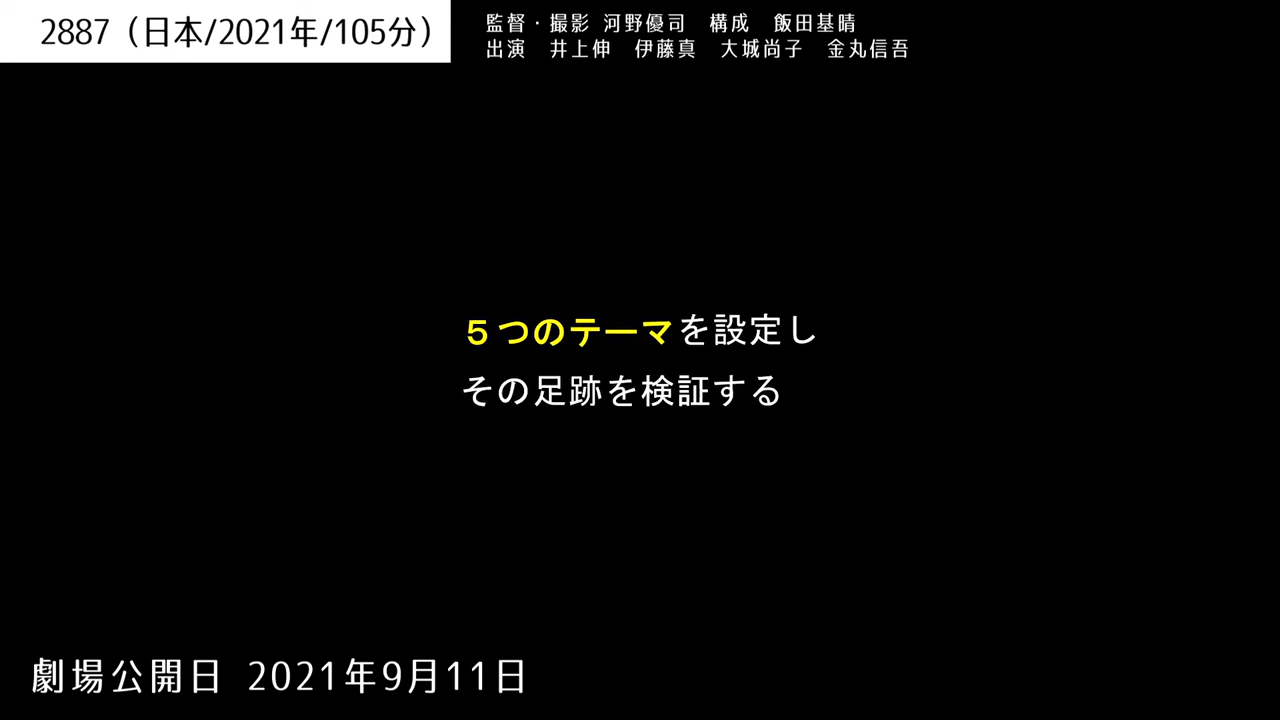 2887（日本/2021年/105分）
監督・撮影 河野優司　構成　飯田基晴
出演　井上伸　伊藤真　大城尚子　金丸信吾
５つのテーマを設定し
その足跡を検証する
劇場公開日 2021年9月11日